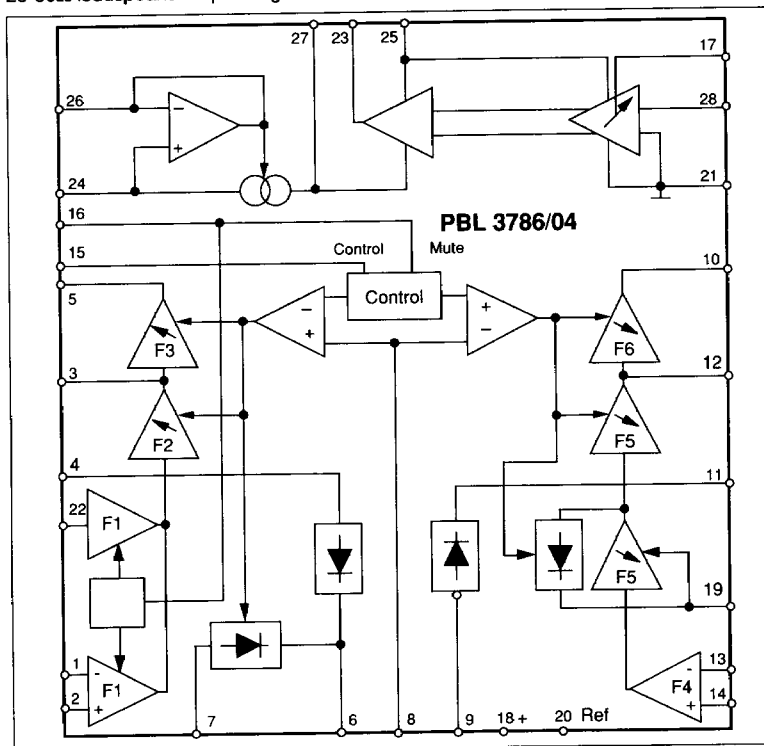 27 23 25
17
26
28
24
21
16
PBL 3786/04
Control Mute
15
10
Control
5
-
+
+
-
F3
F6
3
12
F2
F5
4
11
22
F1
F5
19
1
-
F1
2
+
13
-
F4
14
+
7 6 8 9 18+ 20 Ref